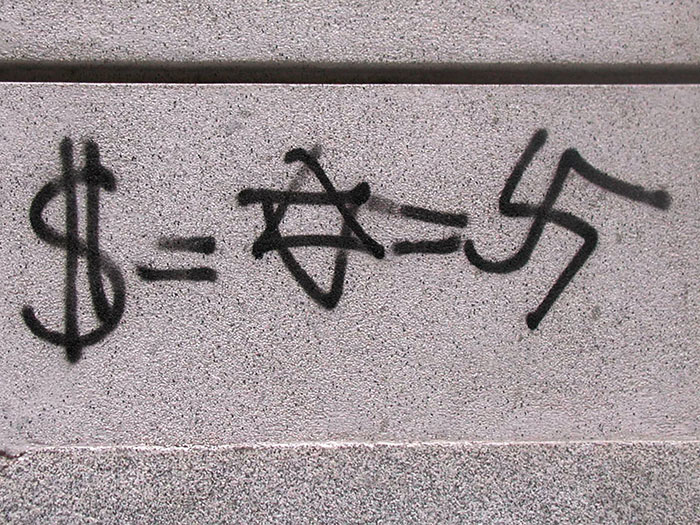 $ = ✡ = 卐